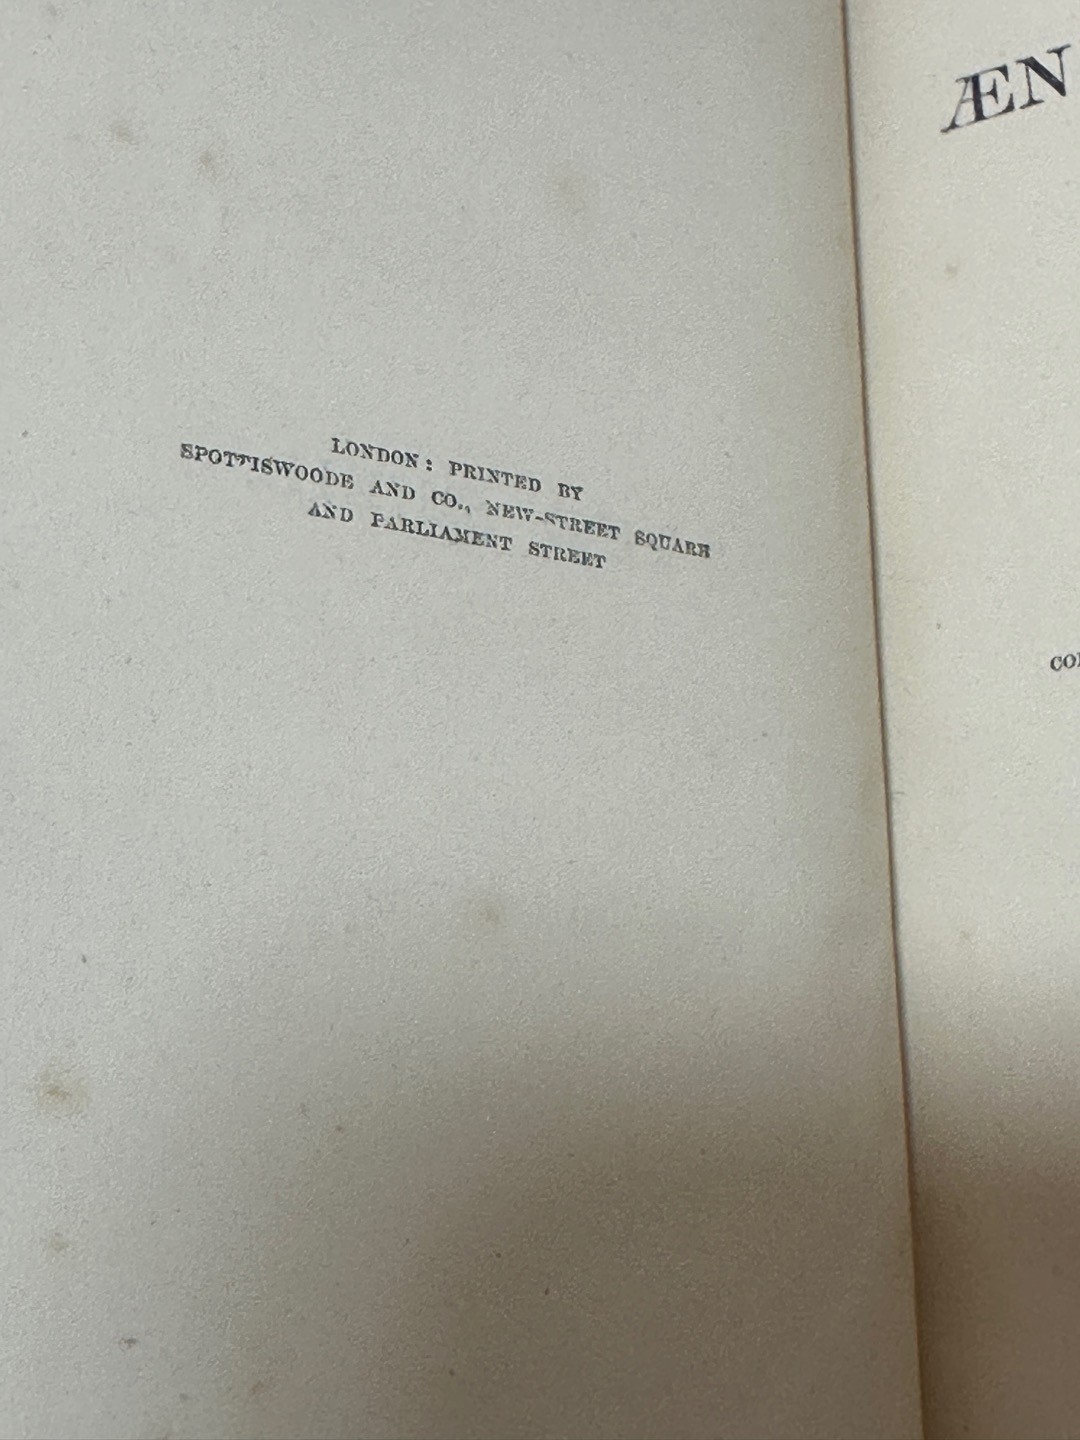 LONDON: PRINTED BY
SPOTTISWOODE AND CO., NEW-STREET SQUARE
AND PARLIAMENT STREET
ÆN